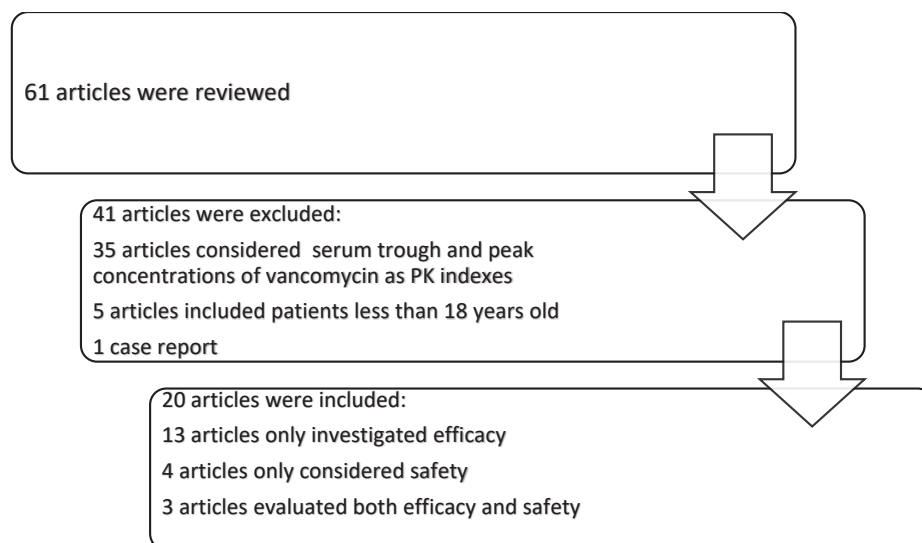 61 articles were reviewed
41 articles were excluded:
35 articles considered serum trough and peak
concentrations of vancomycin as PK indexes
5 articles included patients less than 18 years old
1 case report
20 articles were included:
13 articles only investigated efficacy
4 articles only considered safety
3 articles evaluated both efficacy and safety